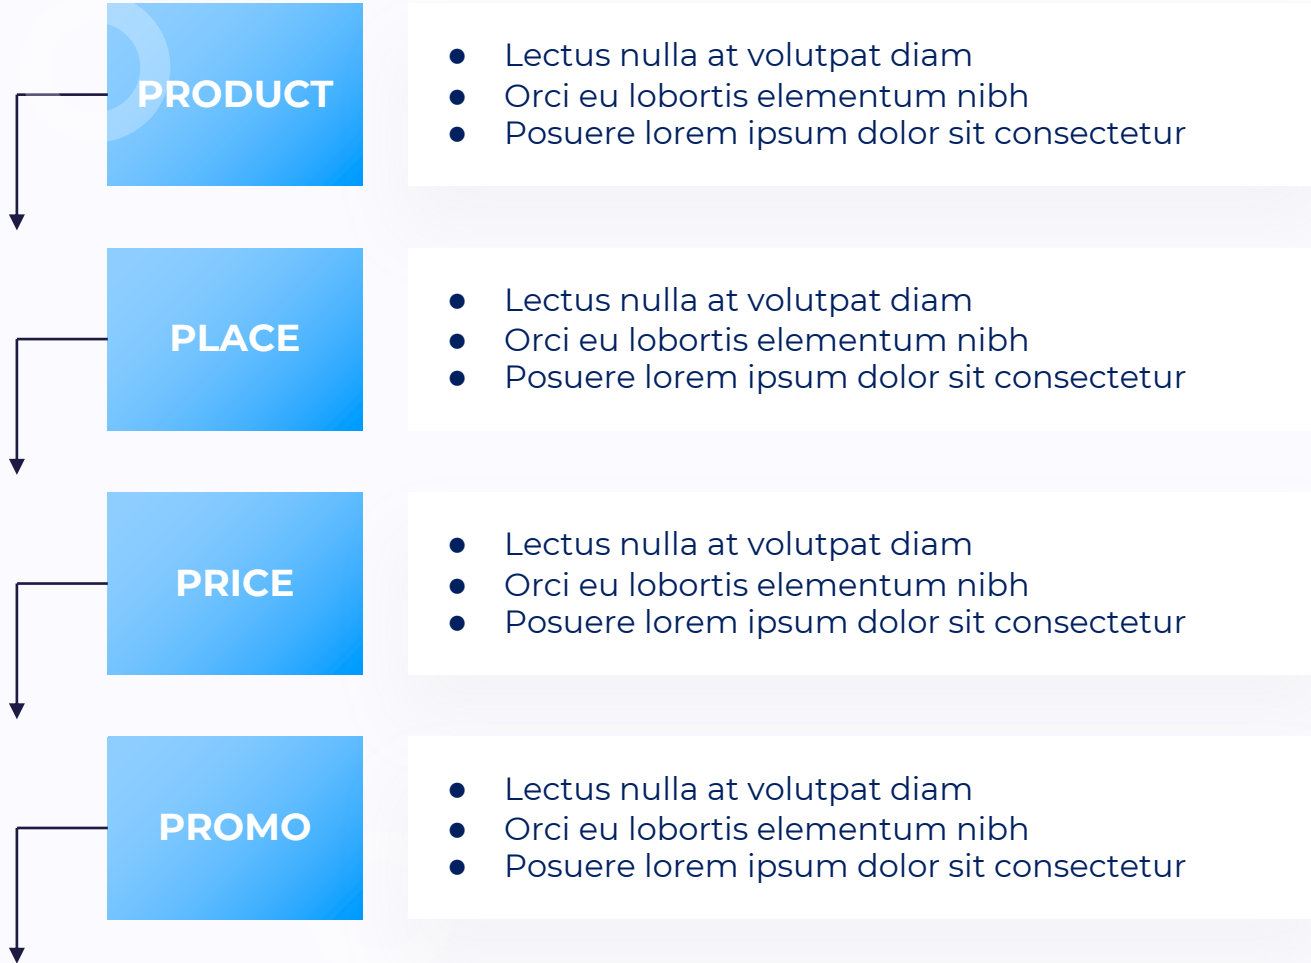 PRODUCT
● Lectus nulla at volutpat diam
● Orci eu lobortis elementum nibh
● Posuere lorem ipsum dolor sit consectetur
PLACE
● Lectus nulla at volutpat diam
● Orci eu lobortis elementum nibh
● Posuere lorem ipsum dolor sit consectetur
PRICE
● Lectus nulla at volutpat diam
● Orci eu lobortis elementum nibh
● Posuere lorem ipsum dolor sit consectetur
PROMO
● Lectus nulla at volutpat diam
● Orci eu lobortis elementum nibh
● Posuere lorem ipsum dolor sit consectetur